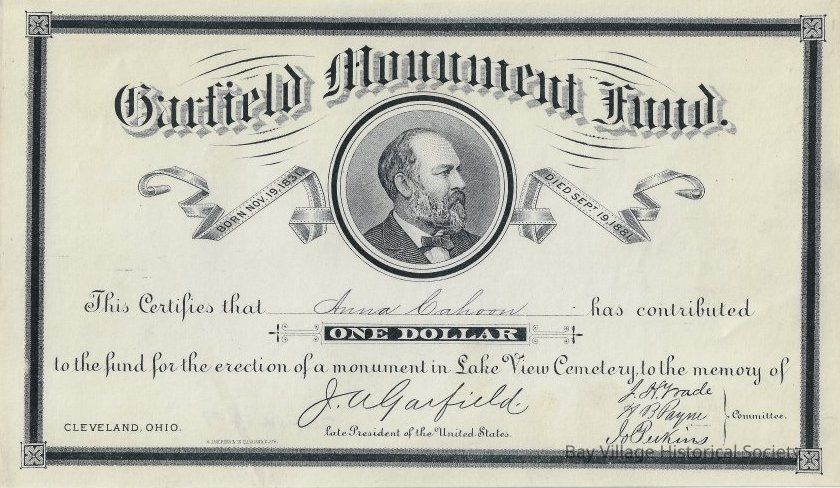 Garfield Monument Fund.
BORN NOV. 19, 1831.
DIED SEPT 19, 1881.
This Certifies that Anna Cahoon has contributed
ONE DOLLAR
to the fund for the erection of a monument in Lake View Cemetery, to the memory of
J. A. Garfield.
Late President of the United States.
CLEVELAND, OHIO.
J. H. Wade
H B Payne
Jo Perkins
Committee.
Bay Village Historical Society